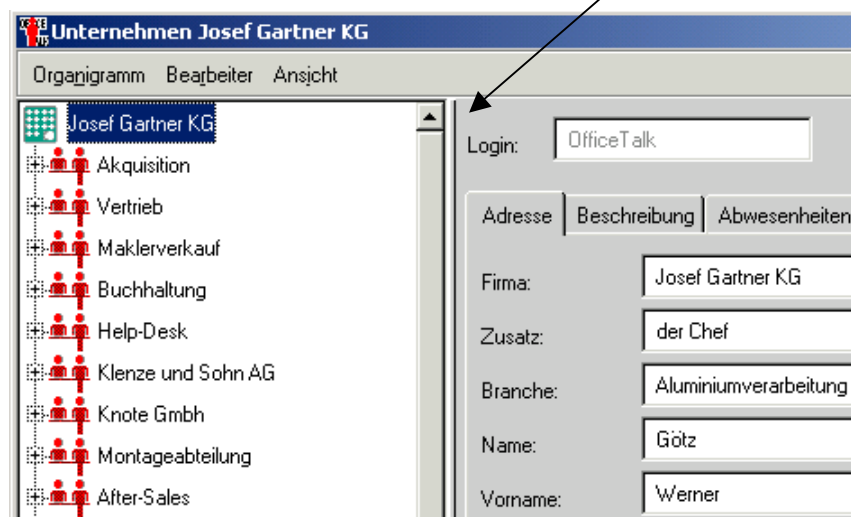 Unternehmen Josef Gartner KG
Organigramm Bearbeiter Ansicht
Josef Gartner KG
Akquisition
Vertrieb
Maklerverkauf
Buchhaltung
Help-Desk
Klenze und Sohn AG
Knote Gmbh
Montageabteilung
After-Sales
Login: OfficeTalk
Adresse Beschreibung Abwesenheiten
Firma: Josef Gartner KG
Zusatz: der Chef
Branche: Aluminiumverarbeitung
Name: Götz
Vorname: Werner